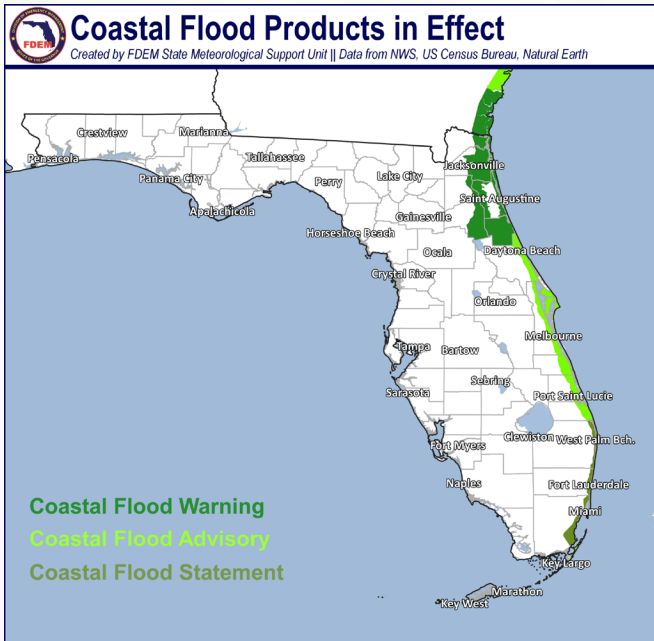 FDEM
Coastal Flood Products in Effect
Created by FDEM State Meteorological Support Unit || Data from NWS, US Census Bureau, Natural Earth
Crestview
Marianna
Pensacola
Tallahassee
Jacksonville
Panama City
Perry
Lake City
Saint Augustine
Apalachicola
Gainesville
Horseshoe Beach
Ocala
Daytona Beach
Crystal River
Orlando
Melbourne
Tampa
Bartow
Sebring
Sarasota
Port Saint Lucie
Clewiston
West Palm Bch.
Fort Myers
Naples
Fort Lauderdale
Coastal Flood Warning
Miami
Coastal Flood Advisory
Key Largo
Coastal Flood Statement
Marathon
Key West